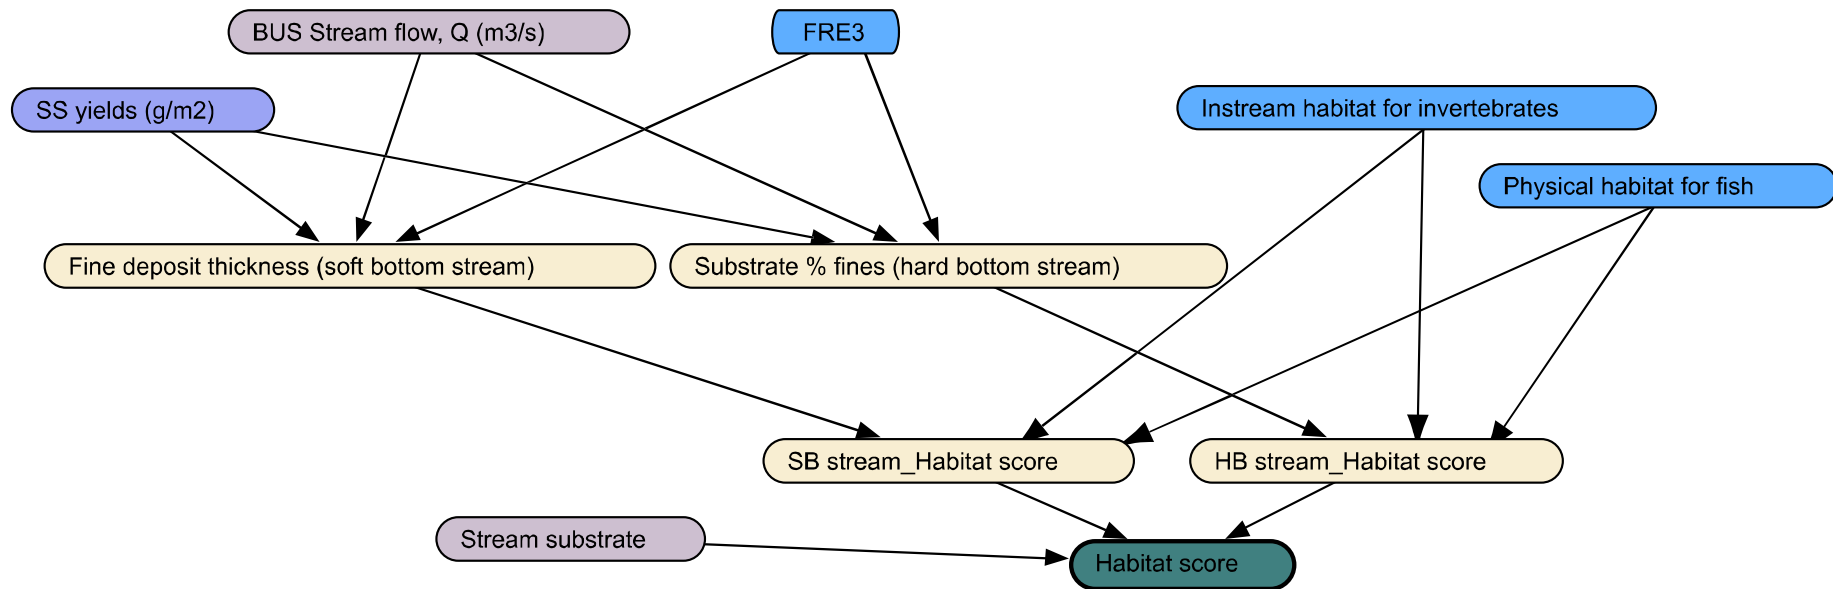 BUS Stream flow, Q (m3/s)
FRE3
SS yields (g/m2)
Instream habitat for invertebrates
Physical habitat for fish
Fine deposit thickness (soft bottom stream)
Substrate % fines (hard bottom stream)
SB stream_Habitat score
HB stream_Habitat score
Stream substrate
Habitat score